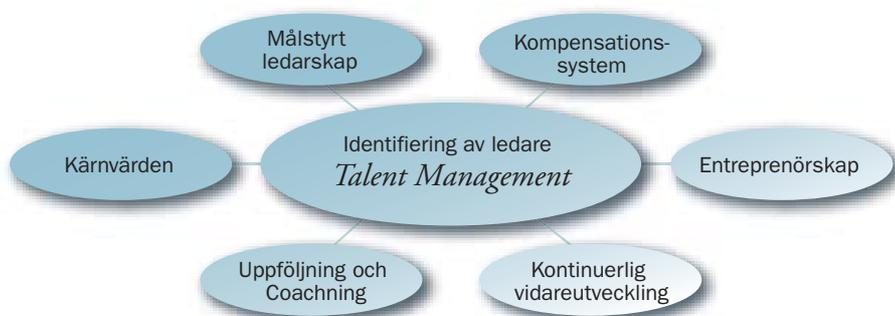 Målstyrt
ledarskap
Kompensations-
system
Kärnvärden
Identifiering av ledare
Talent Management
Entreprenörskap
Uppföljning och
Coachning
Kontinuerlig
vidareutveckling